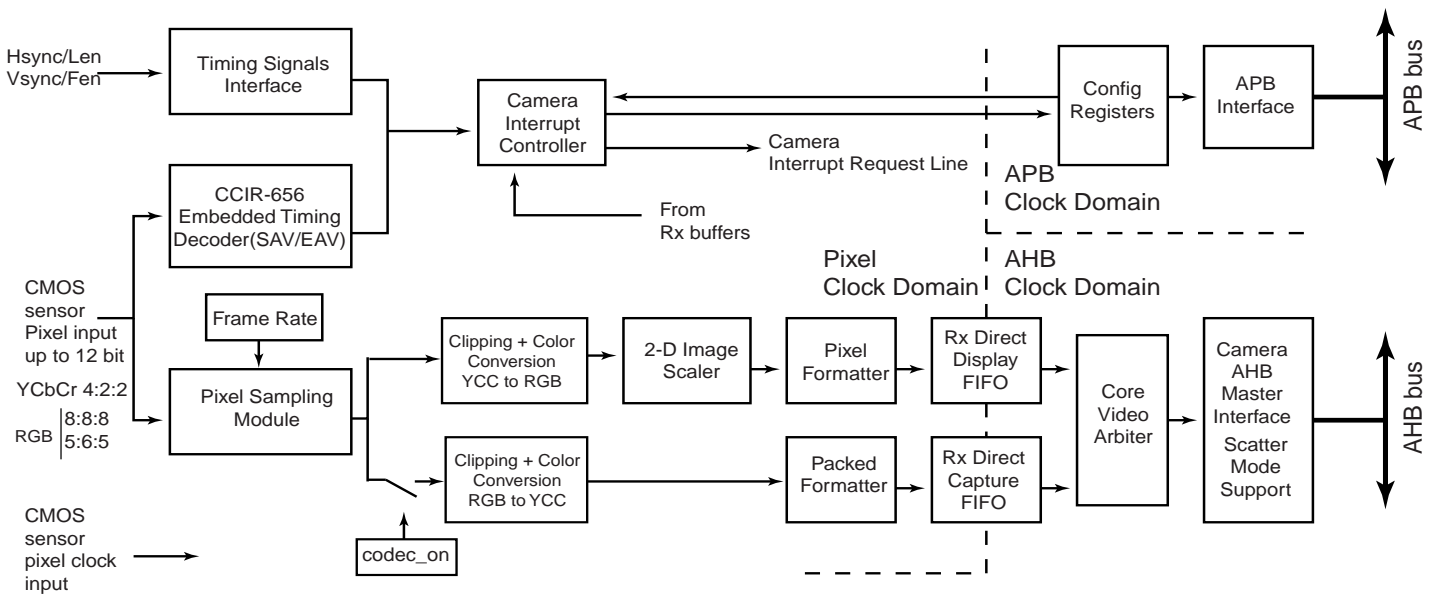 Hsync/Len
Vsync/Fen
Timing Signals
Interface
Camera
Interrupt
Controller
Config
Registers
APB
Interface
APB bus
Camera
Interrupt Request Line
APB
Clock Domain
CCIR-656
Embedded Timing
Decoder(SAV/EAV)
From
Rx buffers
Pixel
Clock Domain
AHB
Clock Domain
CMOS
sensor
Pixel input
up to 12 bit
YCbCr 4:2:2
RGB
8:8:8
5:6:5
Frame Rate
Pixel Sampling
Module
Clipping + Color
Conversion
YCC to RGB
2-D Image
Scaler
Pixel
Formatter
Rx Direct
Display
FIFO
Core
Video
Arbiter
Camera
AHB
Master
Interface
Scatter
Mode
Support
AHB bus
Clipping + Color
Conversion
RGB to YCC
Packed
Formatter
Rx Direct
Capture
FIFO
codec_on
CMOS
sensor
pixel clock
input